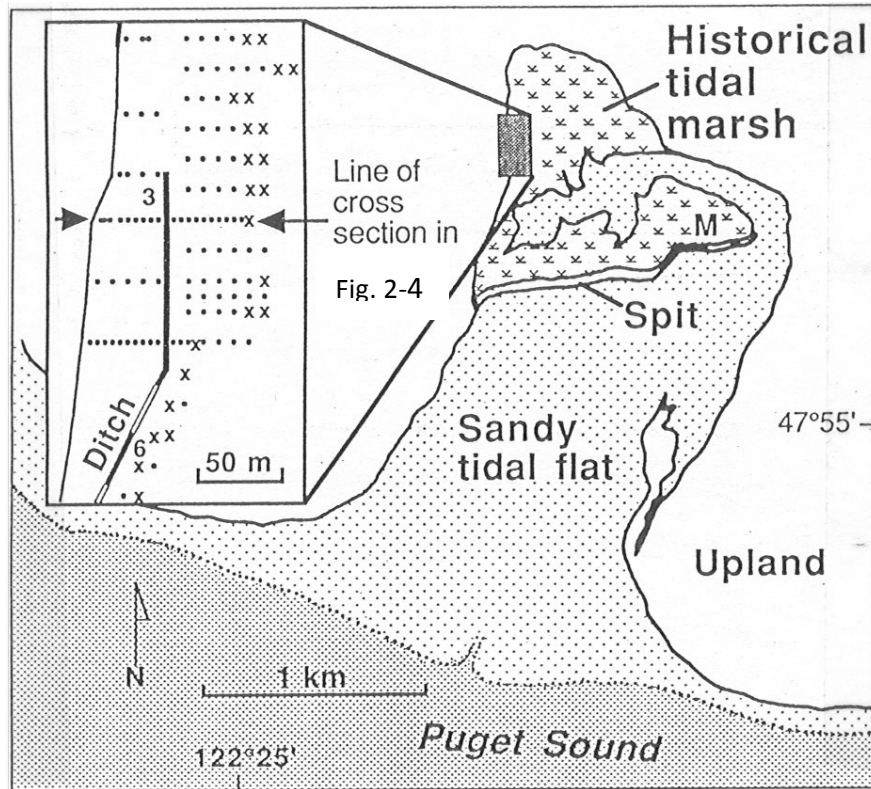 Historical
tidal
marsh
3
Line of
cross
section in
Fig. 2-4
M
Spit
Ditch
6
50 m
Sandy
tidal flat
47°55'
Upland
N
1 km
Puget Sound
122°25'
x x
x x
x x
x x
x x
x x
x x
x
x
x x
x x
x
x
x
x x
x
x